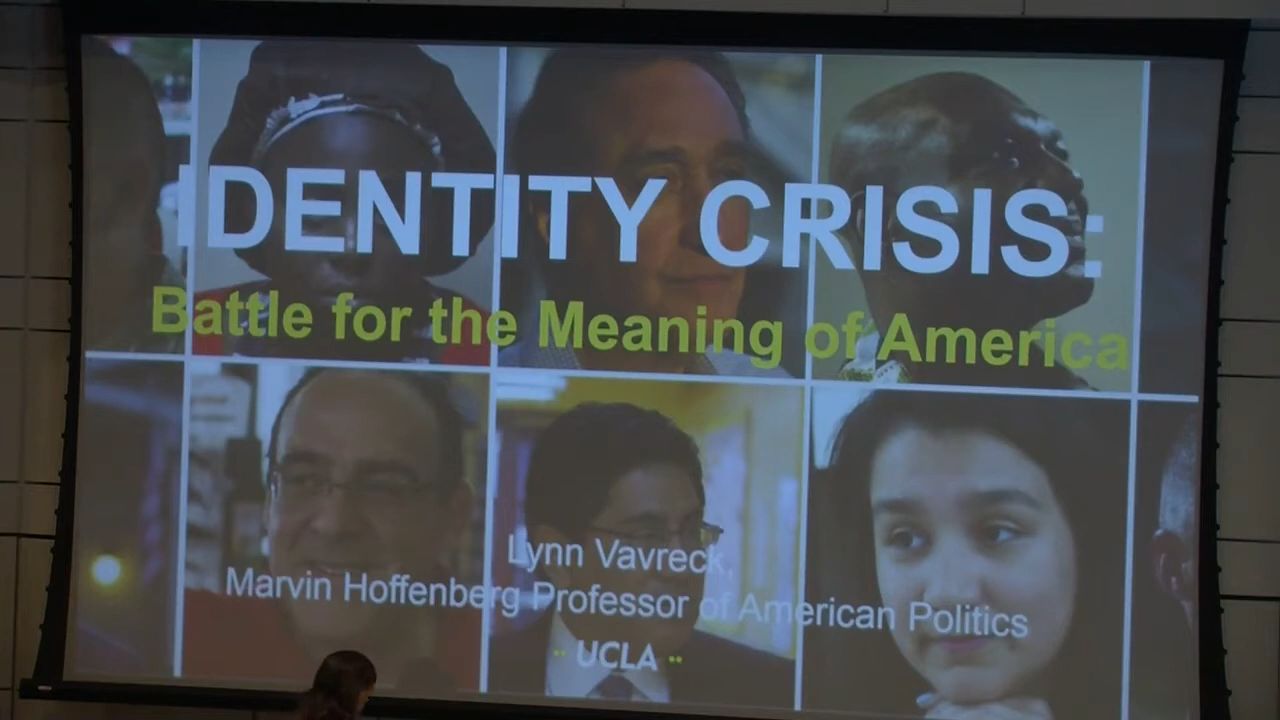 IDENTITY CRISIS:
Battle for the Meaning of America
Lynn Vavreck,
Marvin Hoffenberg Professor of American Politics
·· UCLA ··